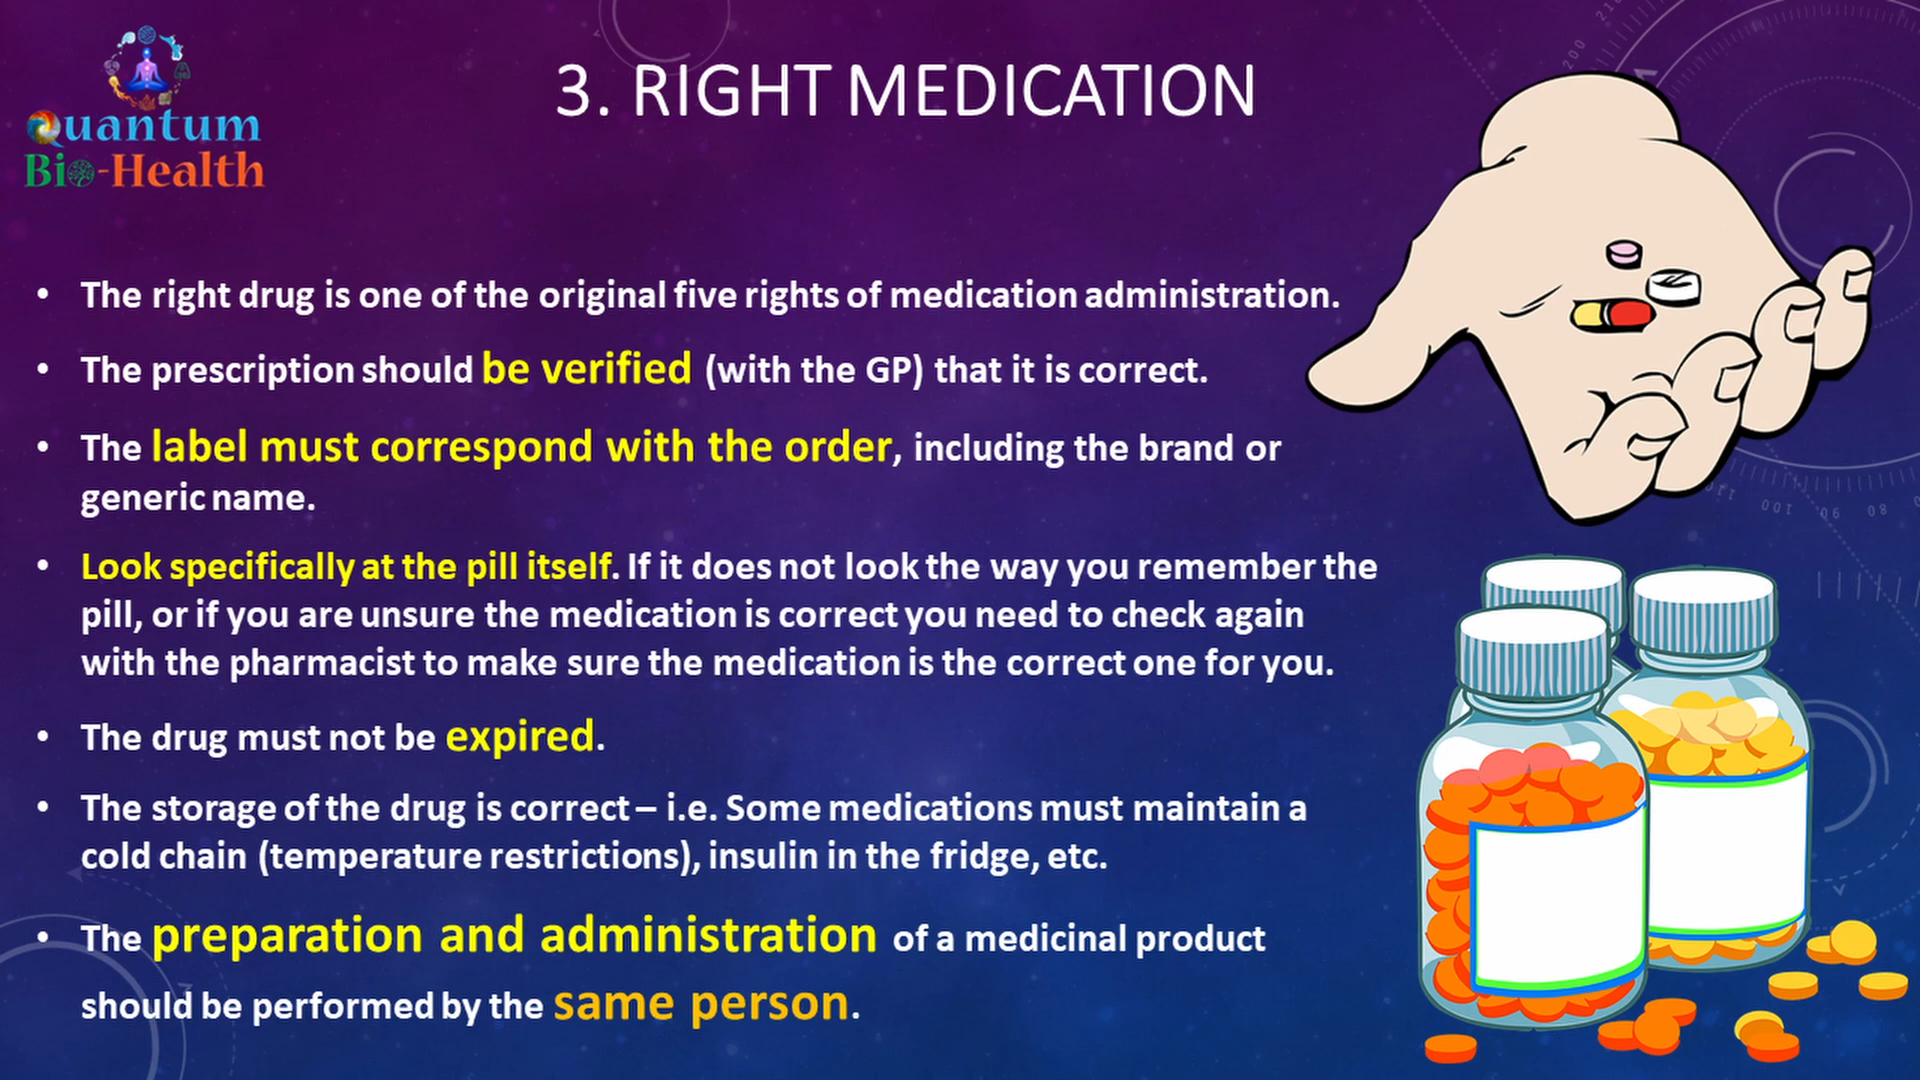 Quantum
Bio-Health
3. RIGHT MEDICATION
• The right drug is one of the original five rights of medication administration.
• The prescription should be verified (with the GP) that it is correct.
• The label must correspond with the order, including the brand or
generic name.
• Look specifically at the pill itself. If it does not look the way you remember the
pill, or if you are unsure the medication is correct you need to check again
with the pharmacist to make sure the medication is the correct one for you.
• The drug must not be expired.
• The storage of the drug is correct – i.e. Some medications must maintain a
cold chain (temperature restrictions), insulin in the fridge, etc.
• The preparation and administration of a medicinal product
should be performed by the same person.